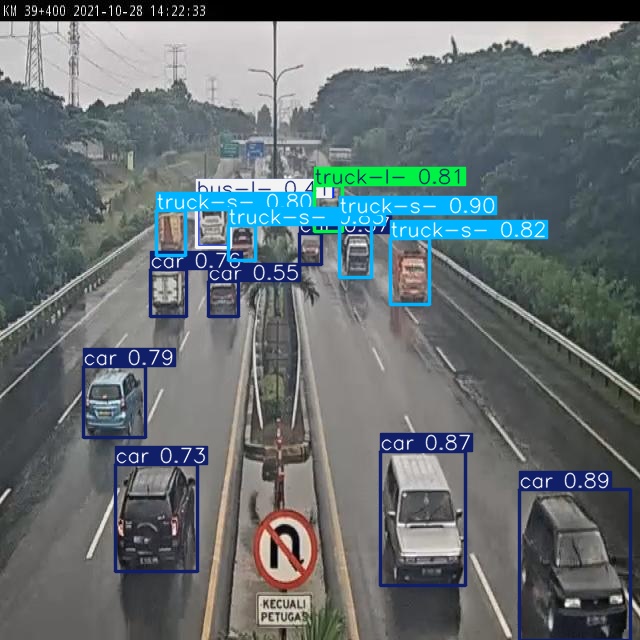 KM 39+400 2021-10-28 14:22:33
truck-l- 0.81
bus-l- 0.4
truck-s- 0.80
truck-s- 0.90
truck-s- 0.85
truck-s- 0.82
car
car 0.76
car 0.55
car 0.79
car 0.87
car 0.73
car 0.89
KECUALI
PETUGAS